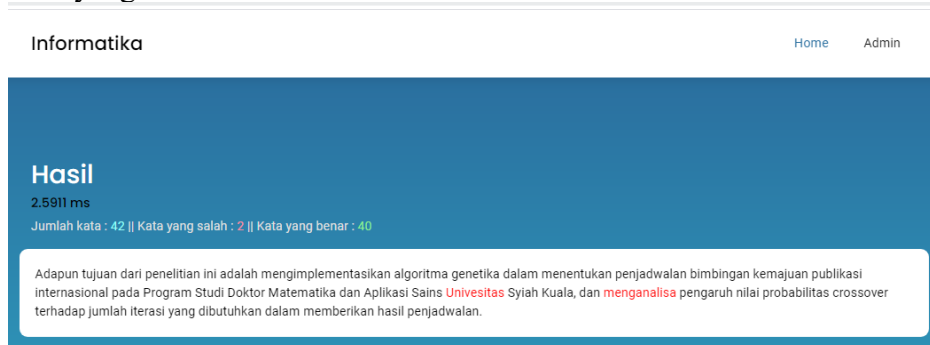 Informatika
Home Admin
Hasil
2.5911 ms
Jumlah kata : 42 || Kata yang salah : 2 || Kata yang benar : 40
Adapun tujuan dari penelitian ini adalah mengimplementasikan algoritma genetika dalam menentukan penjadwalan bimbingan kemajuan publikasi
internasional pada Program Studi Doktor Matematika dan Aplikasi Sains Univesitas Syiah Kuala, dan menganalisa pengaruh nilai probabilitas crossover
terhadap jumlah iterasi yang dibutuhkan dalam memberikan hasil penjadwalan.